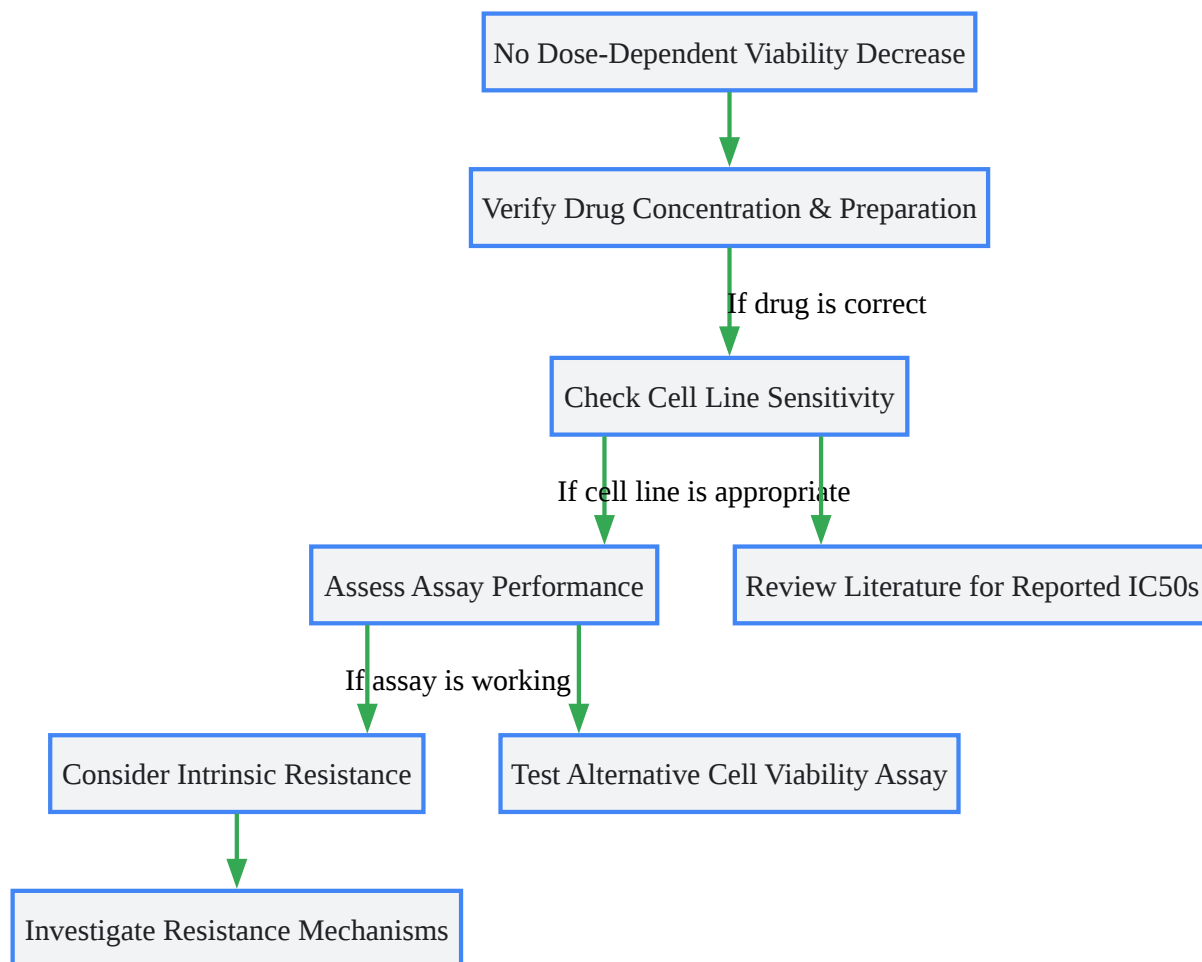 No Dose-Dependent Viability Decrease
Verify Drug Concentration & Preparation
If drug is correct
Check Cell Line Sensitivity
If cell line is appropriate
Assess Assay Performance
Review Literature for Reported IC50s
If assay is working
Consider Intrinsic Resistance
Test Alternative Cell Viability Assay
Investigate Resistance Mechanisms